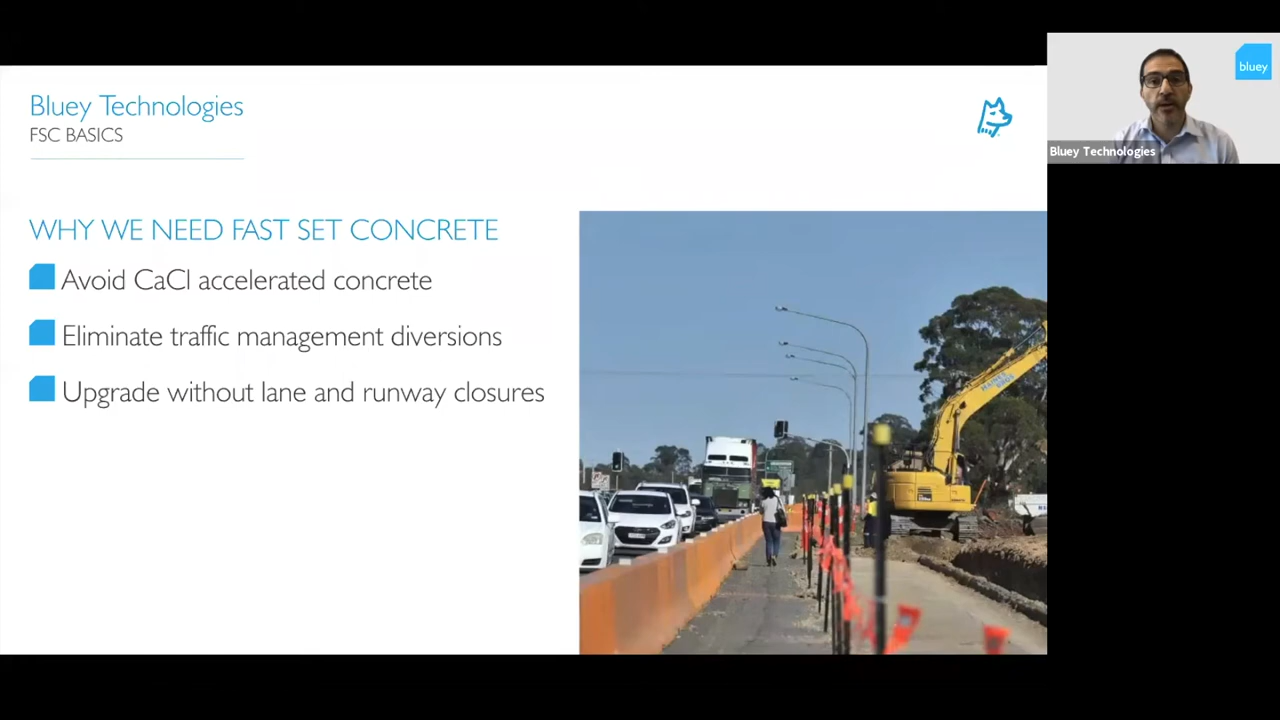 Bluey Technologies
FSC BASICS
bluey
Bluey Technologies
WHY WE NEED FAST SET CONCRETE
Avoid CaCl accelerated concrete
Eliminate traffic management diversions
Upgrade without lane and runway closures